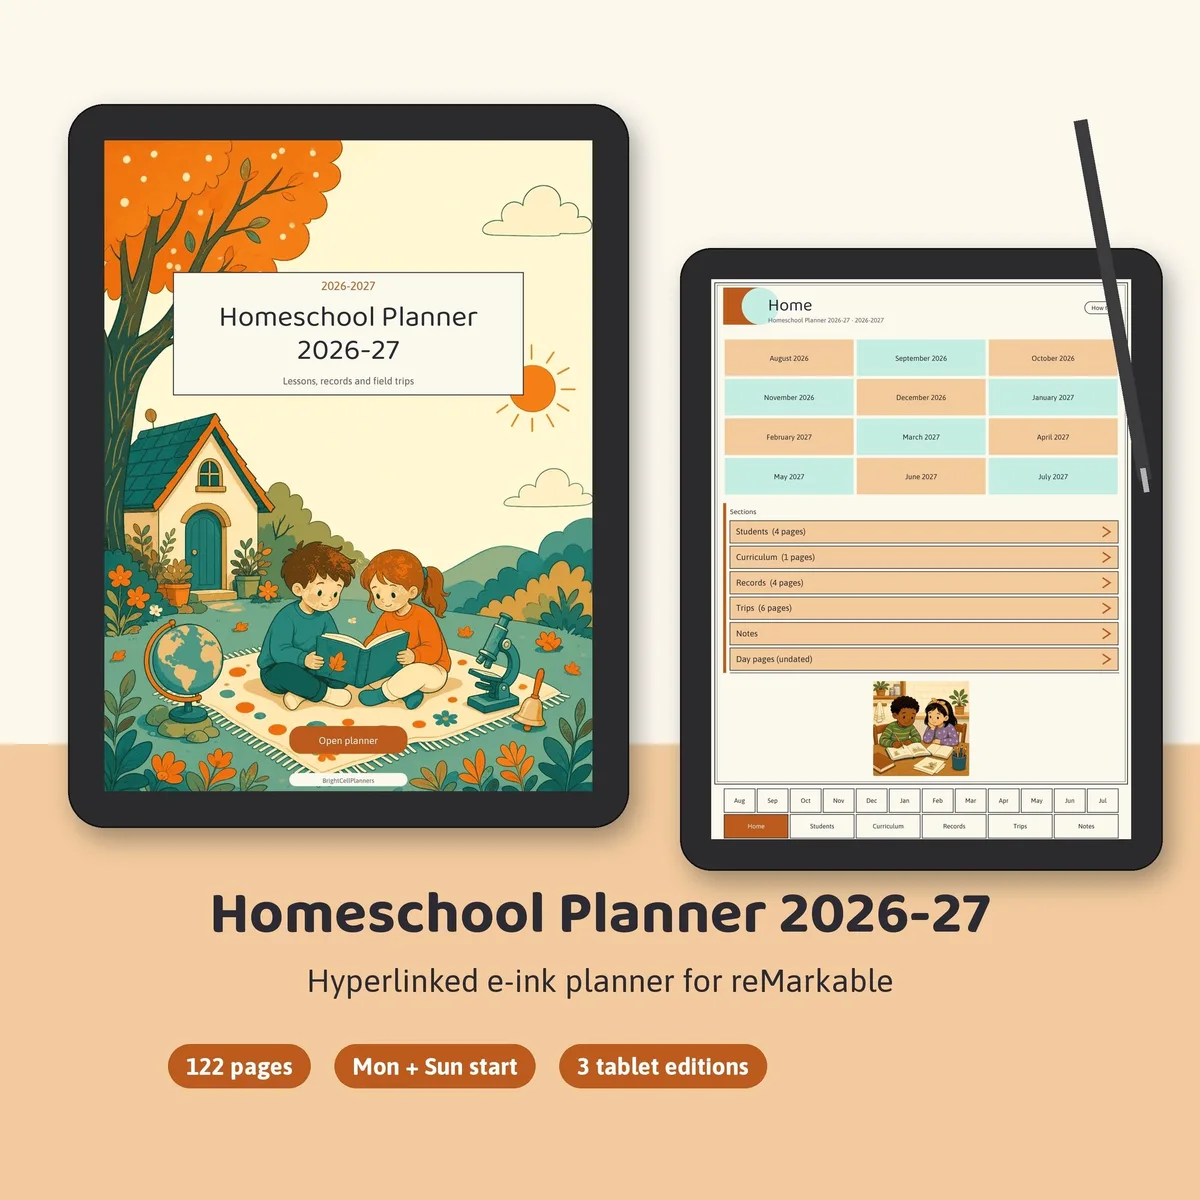 2026-2027
Homeschool Planner
2026-27
Lessons, records and field trips
Open planner
BrightCellPlanners
Home
Homeschool Planner 2026-27 · 2026-2027
How
August 2026
September 2026
October 2026
November 2026
December 2026
January 2027
February 2027
March 2027
April 2027
May 2027
June 2027
July 2027
Sections
Students (4 pages)
Curriculum (1 pages)
Records (4 pages)
Trips (6 pages)
Notes
Day pages (undated)
Aug Sep Oct Nov Dec Jan Feb Mar Apr May Jun Jul
Home Students Curriculum Records Trips Notes
Homeschool Planner 2026-27
Hyperlinked e-ink planner for reMarkable
122 pages
Mon + Sun start
3 tablet editions